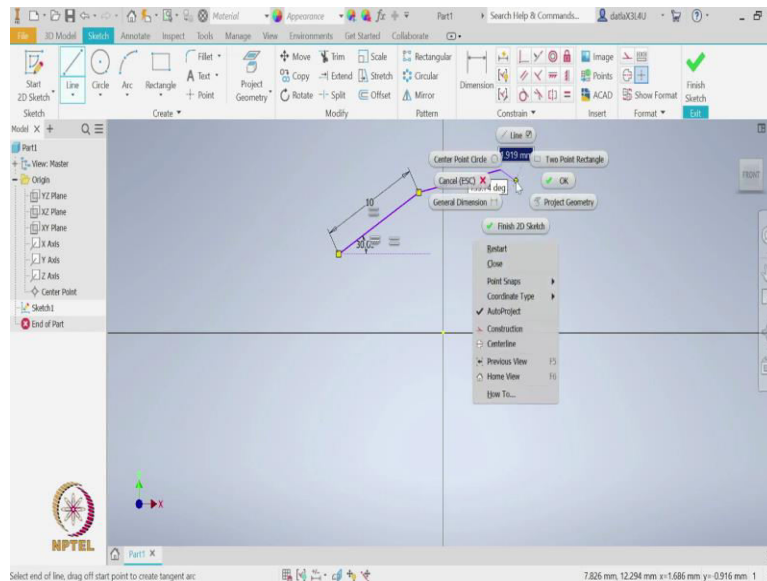 Material
Appearance
Part1
Search Help & Commands...
datlaX3L4U
File 3D Model Sketch Annotate Inspect Tools Manage View Environments Get Started Collaborate
Start
2D Sketch
Line
Circle
Arc
Rectangle
Fillet
Text
Point
Project
Geometry
Move
Copy
Rotate
Trim
Extend
Split
Scale
Stretch
Offset
Rectangular
Circular
Mirror
Dimension
Image
Points
ACAD
Show Format
Finish
Sketch
Sketch
Create
Modify
Pattern
Constrain
Insert
Format
Exit
Model
Part1
View: Master
Origin
YZ Plane
XZ Plane
XY Plane
X Axis
Y Axis
Z Axis
Center Point
Sketch1
End of Part
Line
Center Point Circle
Two Point Rectangle
Cancel (ESC)
OK
General Dimension
Project Geometry
Finish 2D Sketch
.919 mm
deg
10
FRONT
Restart
Close
Point Snaps
Coordinate Type
AutoProject
Construction
Centerline
Previous View F5
Home View F6
How To...
X
NPTEL
Part1
Select end of line, drag off start point to create tangent arc
7.826 mm, 12.294 mm x=1.686 mm y=-0.916 mm 1